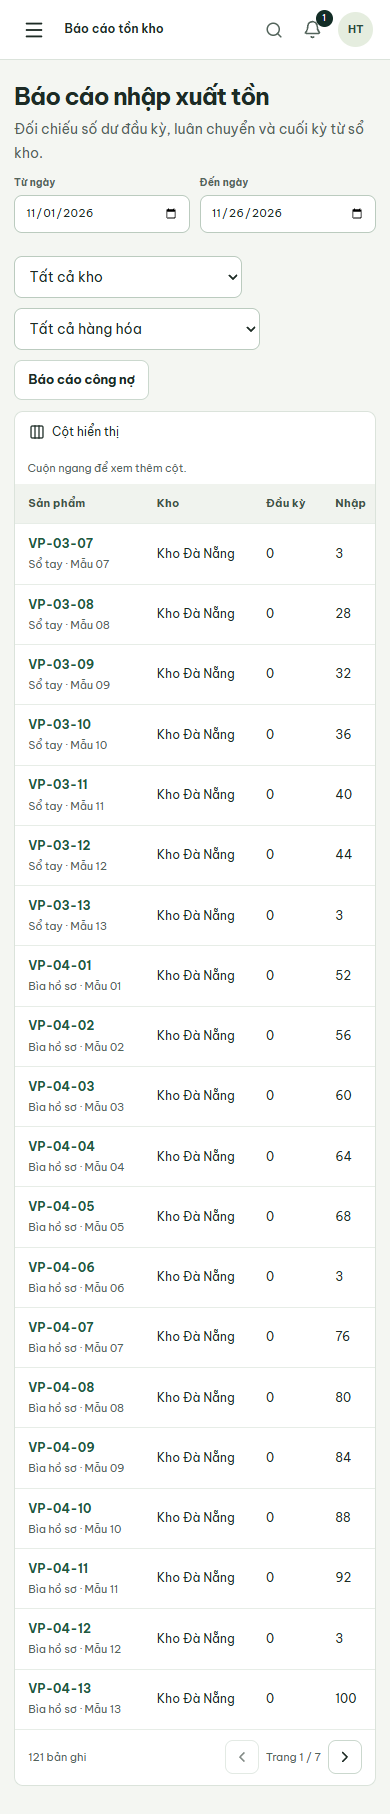 Báo cáo tồn kho
1
HT
Báo cáo nhập xuất tồn
Đối chiếu số dư đầu kỳ, luân chuyển và cuối kỳ từ sổ
kho.
Từ ngày
Đến ngày
11/01/2026
11/26/2026
Tất cả kho
Tất cả hàng hóa
Báo cáo công nợ
Cột hiển thị
Cuộn ngang để xem thêm cột.
Sản phẩm Kho Đầu kỳ Nhập
VP-03-07
Sổ tay · Mẫu 07
Kho Đà Nẵng 0 3
VP-03-08
Sổ tay · Mẫu 08
Kho Đà Nẵng 0 28
VP-03-09
Sổ tay · Mẫu 09
Kho Đà Nẵng 0 32
VP-03-10
Sổ tay · Mẫu 10
Kho Đà Nẵng 0 36
VP-03-11
Sổ tay · Mẫu 11
Kho Đà Nẵng 0 40
VP-03-12
Sổ tay · Mẫu 12
Kho Đà Nẵng 0 44
VP-03-13
Sổ tay · Mẫu 13
Kho Đà Nẵng 0 3
VP-04-01
Bìa hồ sơ · Mẫu 01
Kho Đà Nẵng 0 52
VP-04-02
Bìa hồ sơ · Mẫu 02
Kho Đà Nẵng 0 56
VP-04-03
Bìa hồ sơ · Mẫu 03
Kho Đà Nẵng 0 60
VP-04-04
Bìa hồ sơ · Mẫu 04
Kho Đà Nẵng 0 64
VP-04-05
Bìa hồ sơ · Mẫu 05
Kho Đà Nẵng 0 68
VP-04-06
Bìa hồ sơ · Mẫu 06
Kho Đà Nẵng 0 3
VP-04-07
Bìa hồ sơ · Mẫu 07
Kho Đà Nẵng 0 76
VP-04-08
Bìa hồ sơ · Mẫu 08
Kho Đà Nẵng 0 80
VP-04-09
Bìa hồ sơ · Mẫu 09
Kho Đà Nẵng 0 84
VP-04-10
Bìa hồ sơ · Mẫu 10
Kho Đà Nẵng 0 88
VP-04-11
Bìa hồ sơ · Mẫu 11
Kho Đà Nẵng 0 92
VP-04-12
Bìa hồ sơ · Mẫu 12
Kho Đà Nẵng 0 3
VP-04-13
Bìa hồ sơ · Mẫu 13
Kho Đà Nẵng 0 100
121 bản ghi
Trang 1 / 7